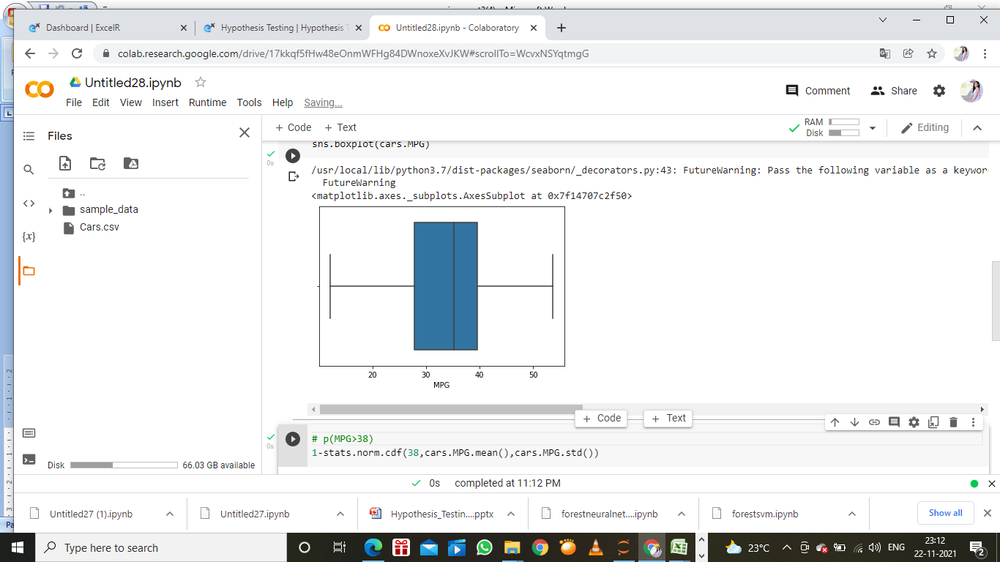 Dashboard | ExcelR
Hypothesis Testing | Hypothesis T
Untitled28.ipynb - Colaboratory
colab.research.google.com/drive/17kkqf5fHw48eOnmWFHg84DWnoxeXvJKW#scrollTo=WcvxNSYqtmgG
Untitled28.ipynb
Comment
Share
File Edit View Insert Runtime Tools Help Saving...
Files
+ Code + Text
RAM
Disk
Editing
sns.boxplot(cars.MPG)
0s
/usr/local/lib/python3.7/dist-packages/seaborn/_decorators.py:43: FutureWarning: Pass the following variable as a keywor
FutureWarning
<matplotlib.axes._subplots.AxesSubplot at 0x7f14707c2f50>
..
sample_data
Cars.csv
{x}
20 30 40 50
MPG
+ Code + Text
# p(MPG>38)
0s
1-stats.norm.cdf(38,cars.MPG.mean(),cars.MPG.std())
Disk 66.03 GB available
0s completed at 11:12 PM
Untitled27 (1).ipynb
Untitled27.ipynb
Hypothesis_Testin....pptx
forestneuralnet....ipynb
forestsvm.ipynb
Show all
Type here to search
23°C
ENG
23:12
22-11-2021
2